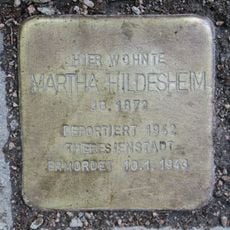 HIER WOHNTE
MARTHA HILDESHEIM
JG. 1872
DEPORTIERT 1942
THERESIENSTADT
ERMORDET 10.1.1943